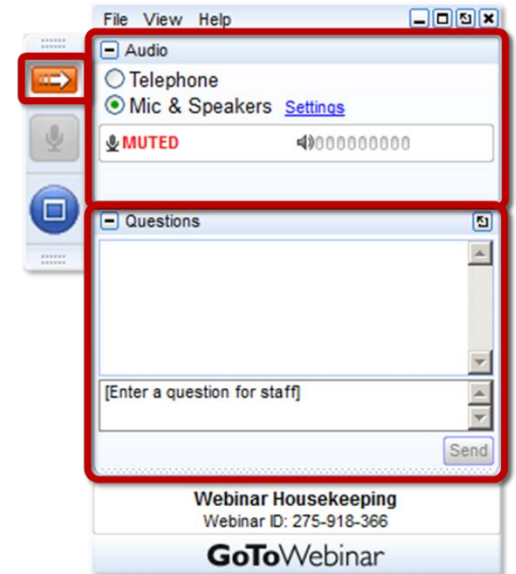 File View Help
Audio
Telephone
Mic & Speakers Settings
MUTED
Questions
[Enter a question for staff]
Send
Webinar Housekeeping
Webinar ID: 275-918-366
GoToWebinar